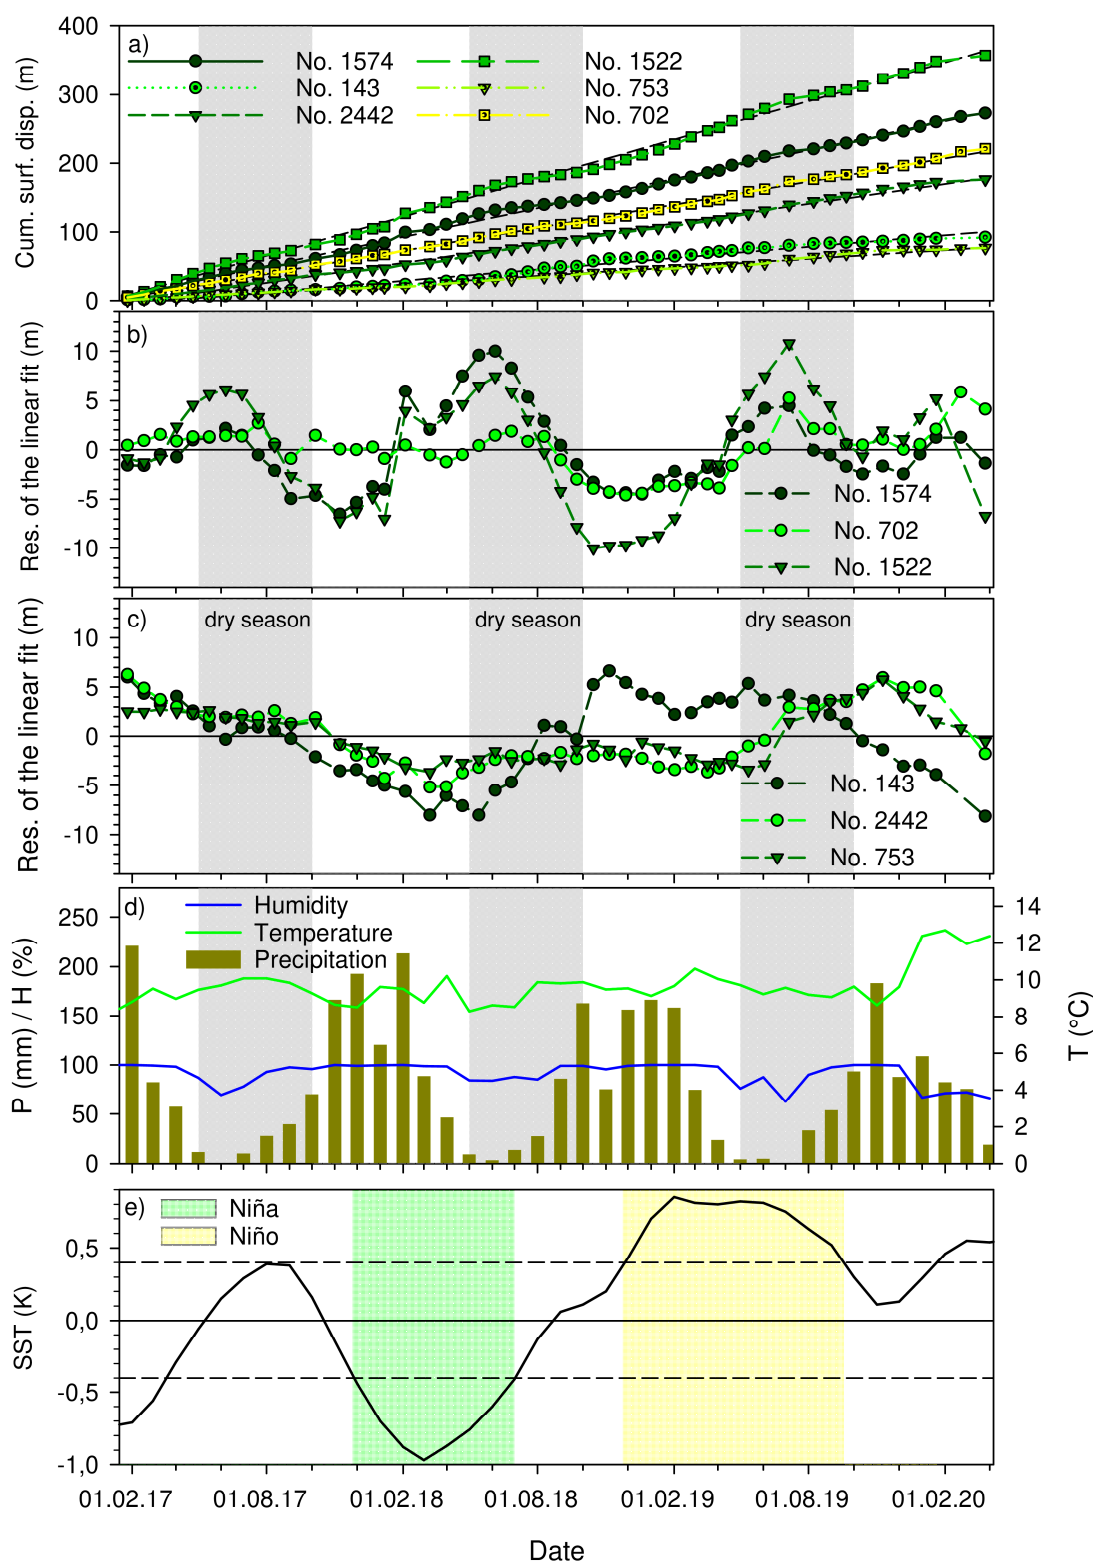 400
300
200
100
0
Cum. surf. disp. (m)
a)
No. 1574
No. 143
No. 2442
No. 1522
No. 753
No. 702
10
5
0
-5
-10
Res. of the linear fit (m)
b)
No. 1574
No. 702
No. 1522
10
5
0
-5
-10
Res. of the linear fit (m)
c)
dry season
dry season
dry season
No. 143
No. 2442
No. 753
250
200
150
100
50
0
P (mm) / H (%)
d)
Humidity
Temperature
Precipitation
14
12
10
8
6
4
2
0
T (°C)
0,5
0,0
-0,5
-1,0
SST (K)
e)
Niña
Niño
01.02.17
01.08.17
01.02.18
01.08.18
01.02.19
01.08.19
01.02.20
Date